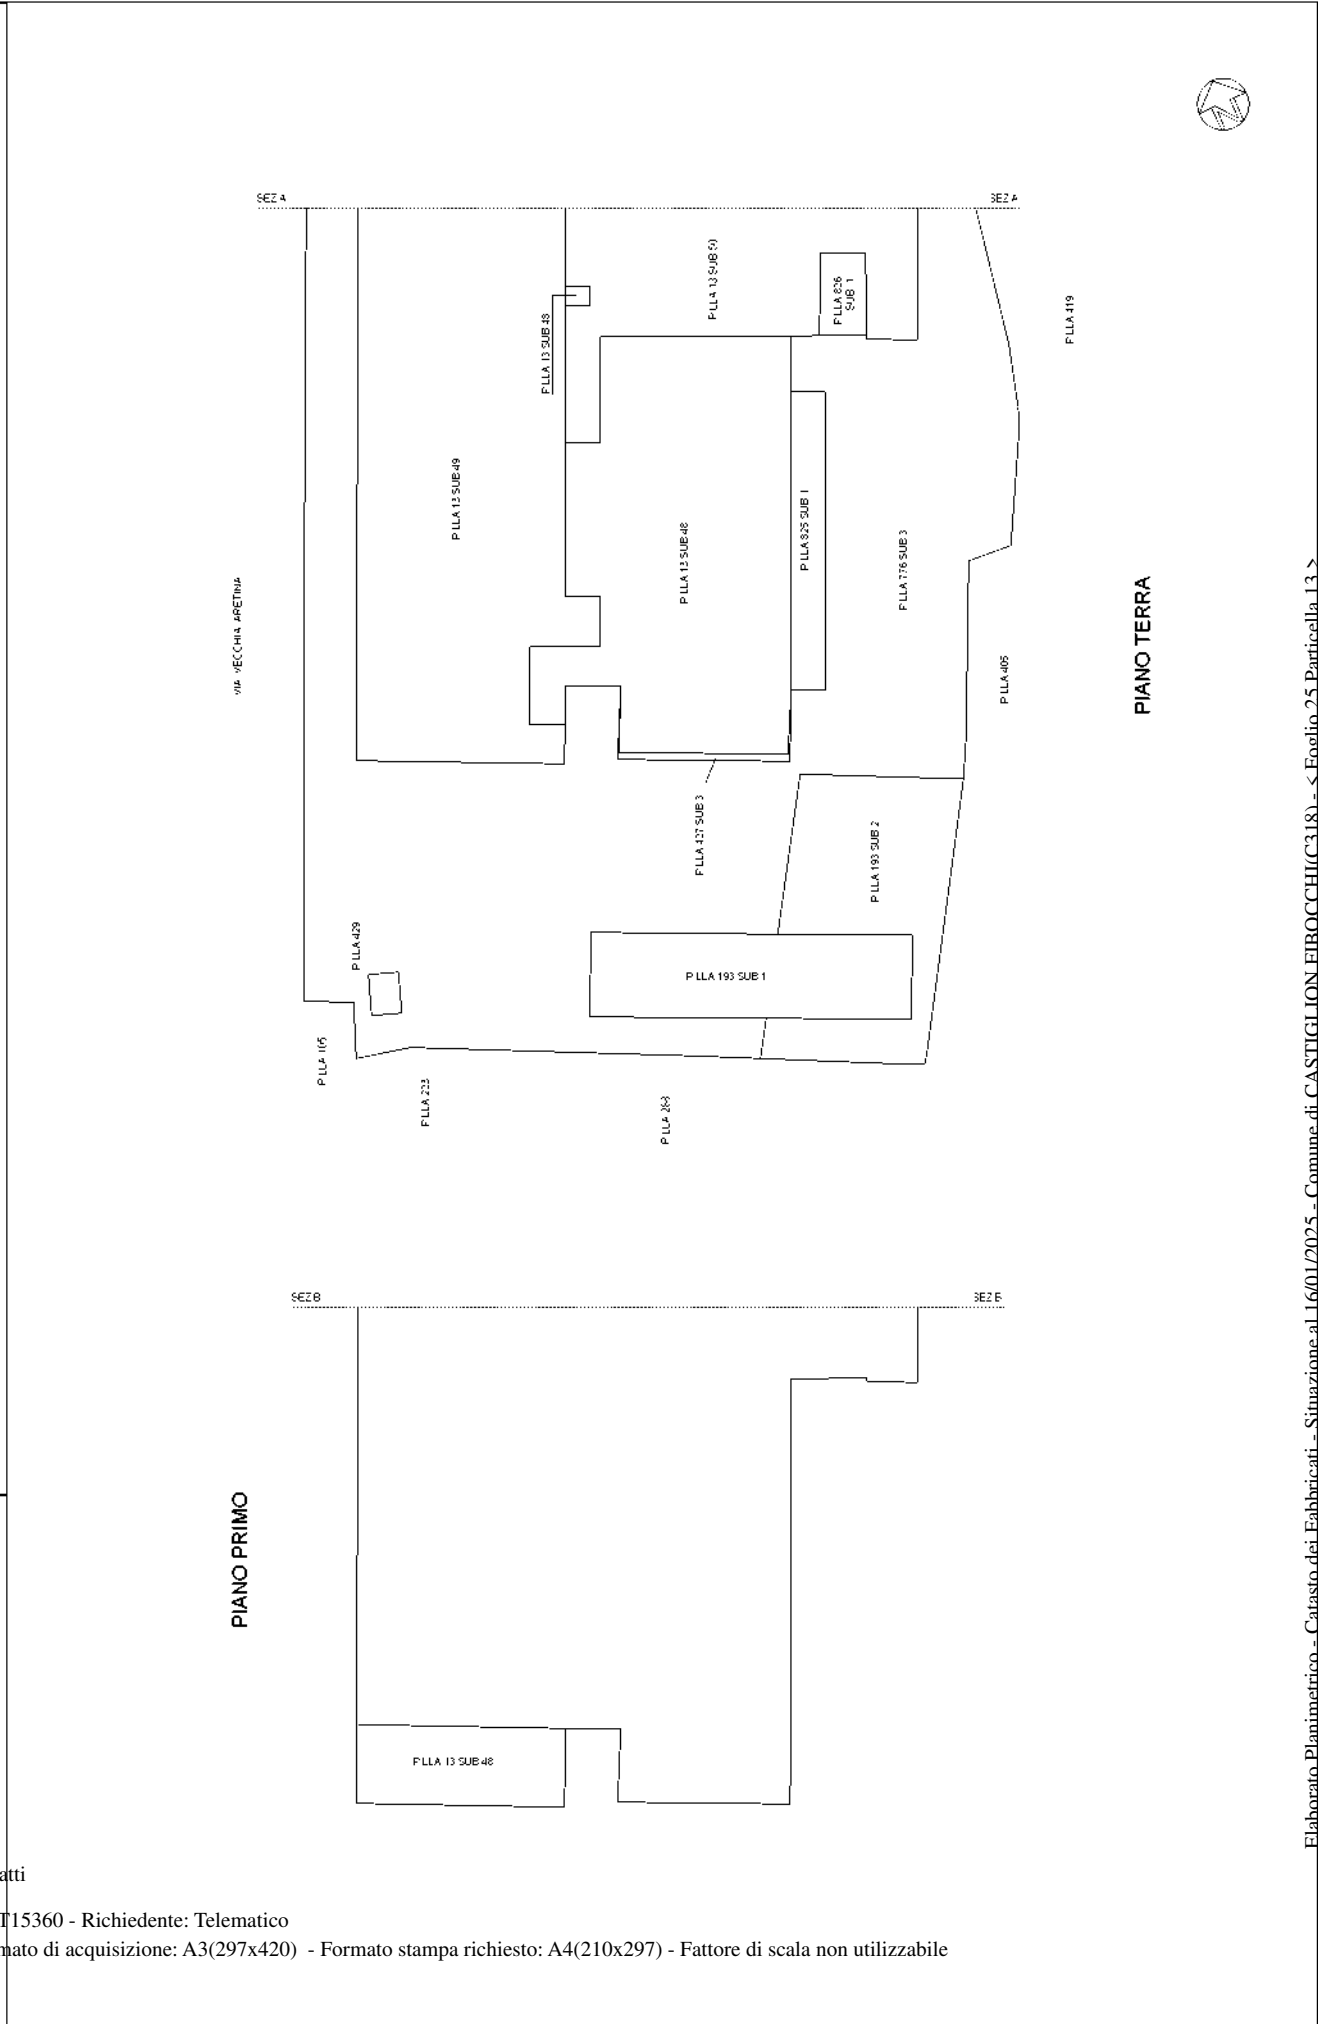 N
SEZ A
SEZ A
P.LLA 13 SUB 50
P.LLA 826
SUB 1
P.LLA 419
P.LLA 13 SUB 48
P.LLA 13 SUB 49
P.LLA 13 SUB 48
P.LLA 825 SUB 1
P.LLA 776 SUB 3
VIA VECCHIA ARETINA
P.LLA 405
PIANO TERRA
P.LLA 427 SUB 3
P.LLA 193 SUB 2
P.LLA 429
P.LLA 193 SUB 1
P.LLA 223
SEZ B
SEZ B
PIANO PRIMO
P.LLA 13 SUB 48
Elaborato Planimetrico - Catasto dei Fabbricati - Situazione al 16/01/2025 - Comune di CASTIGLION FIBOCCHI(C318) - < Foglio 25 Particella 13 >
atti
T15360 - Richiedente: Telematico
mato di acquisizione: A3(297x420) - Formato stampa richiesto: A4(210x297) - Fattore di scala non utilizzabile